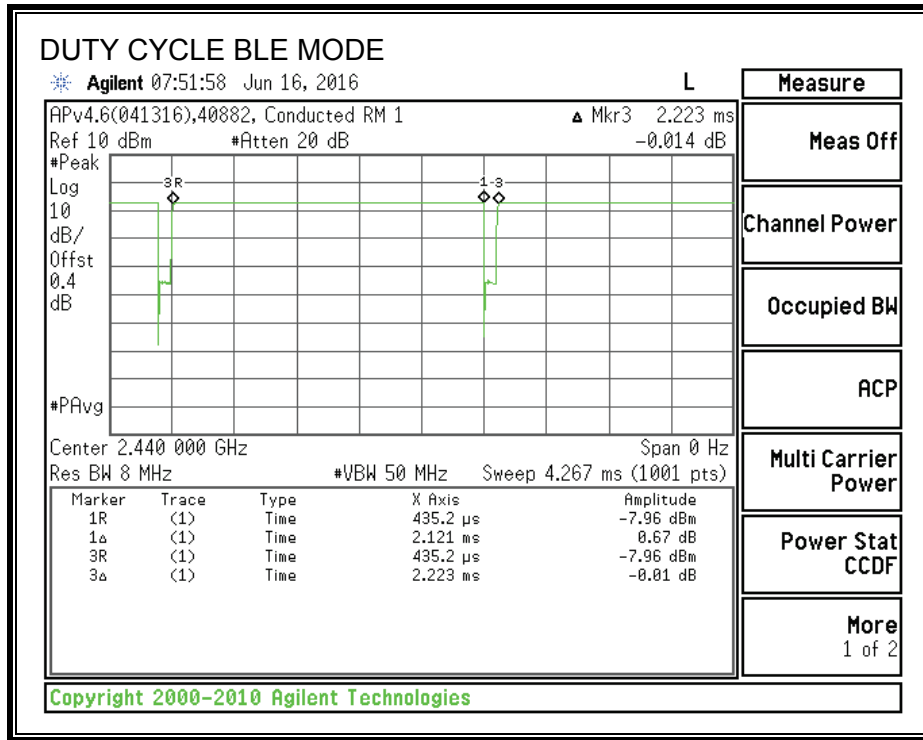 DUTY CYCLE BLE MODE
Agilent 07:51:58 Jun 16, 2016 L
Measure
APv4.6(041316),40882, Conducted RM 1 ▵ Mkr3 2.223 ms
Ref 10 dBm #Atten 20 dB -0.014 dB
Meas Off
#Peak
Log
10
dB/
Offst
0.4
dB
3R 1 3
#PAvg
Channel Power
Occupied BW
ACP
Center 2.440 000 GHz Span 0 Hz
Res BW 8 MHz #VBW 50 MHz Sweep 4.267 ms (1001 pts)
Multi Carrier
Power
Marker Trace Type X Axis Amplitude
1R (1) Time 435.2 µs -7.96 dBm
1▵ (1) Time 2.121 ms 0.67 dB
3R (1) Time 435.2 µs -7.96 dBm
3▵ (1) Time 2.223 ms -0.01 dB
Power Stat
CCDF
More
1 of 2
Copyright 2000-2010 Agilent Technologies